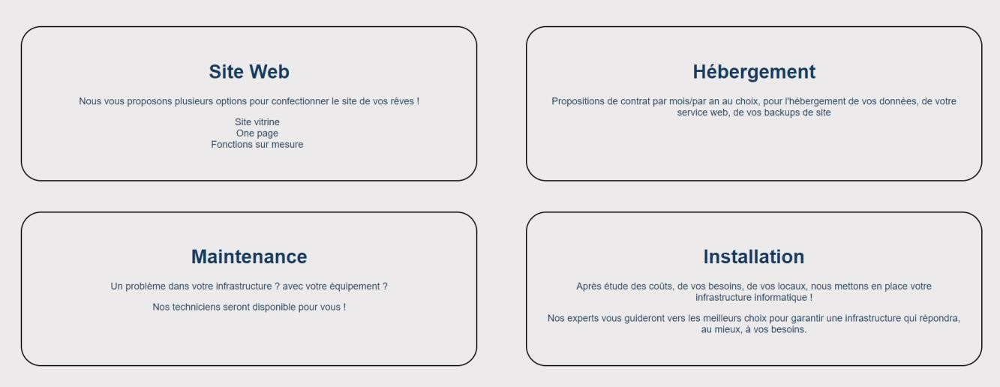 Site Web
Nous vous proposons plusieurs options pour confectionner le site de vos rêves !
Site vitrine
One page
Fonctions sur mesure
Hébergement
Propositions de contrat par mois/par an au choix, pour l'hébergement de vos données, de votre
service web, de vos backups de site
Maintenance
Un problème dans votre infrastructure ? avec votre équipement ?
Nos techniciens seront disponible pour vous !
Installation
Après étude des coûts, de vos besoins, de vos locaux, nous mettons en place votre
infrastructure informatique !
Nos experts vous guideront vers les meilleurs choix pour garantir une infrastructure qui répondra,
au mieux, à vos besoins.